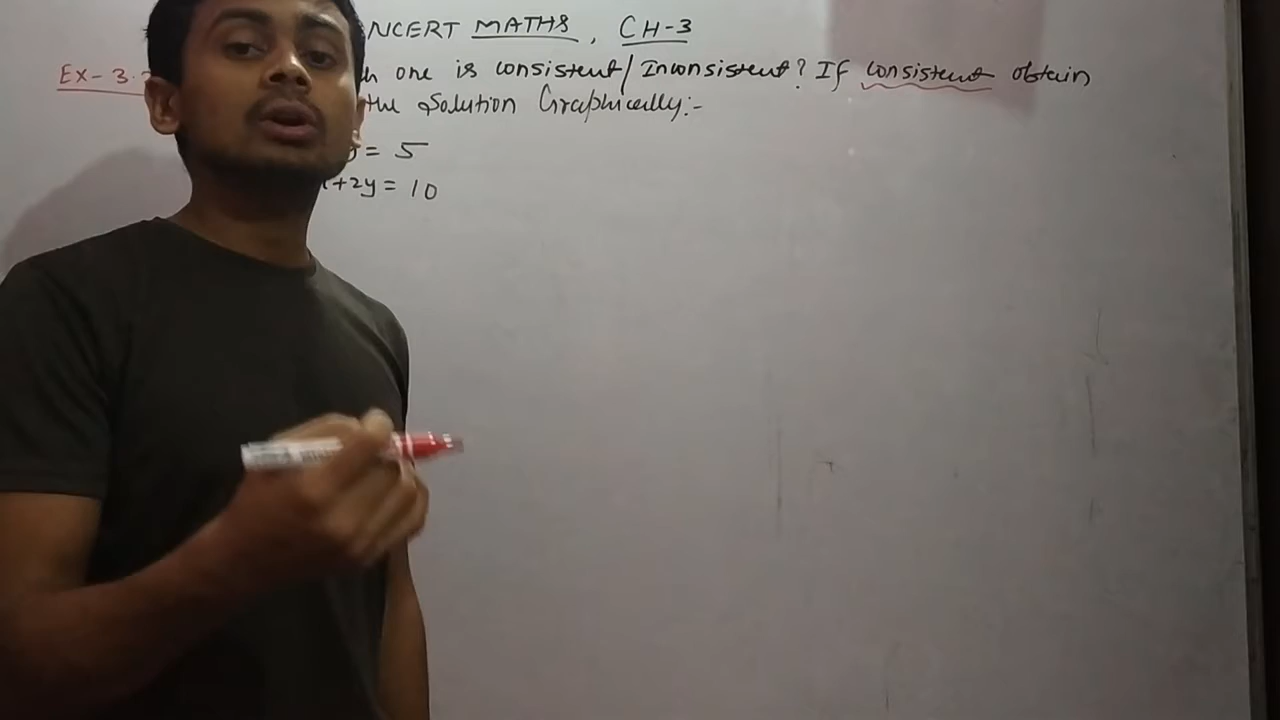 NCERT MATHS, CH-3
EX-3. one is consistent/Inconsistent? If consistent obtain
the Solution Graphically:-
= 5
+2y = 10